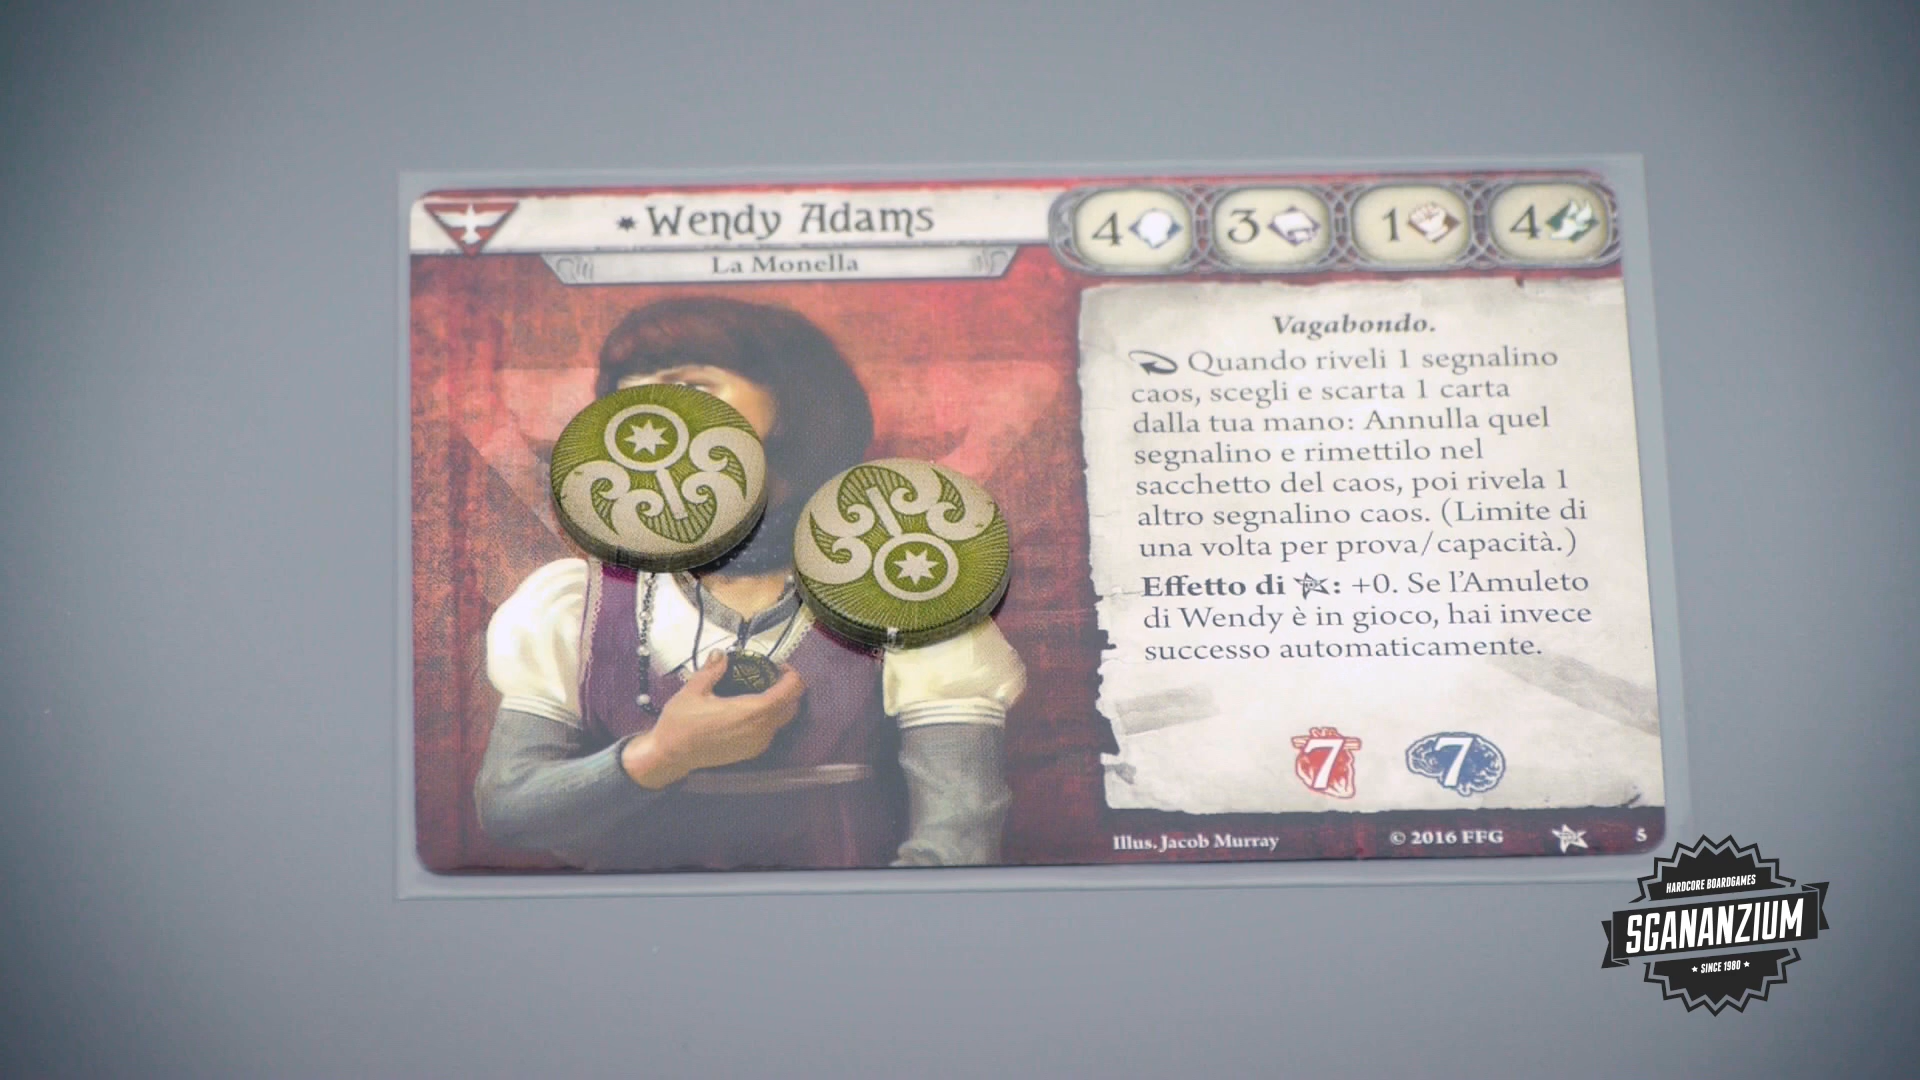 Wendy Adams
La Monella
4 3 1 4
Vagabondo.
Quando riveli 1 segnalino
caos, scegli e scarta 1 carta
dalla tua mano: Annulla quel
segnalino e rimettilo nel
sacchetto del caos, poi rivela 1
altro segnalino caos. (Limite di
una volta per prova/capacità.)
Effetto di : +0. Se l'Amuleto
di Wendy è in gioco, hai invece
successo automaticamente.
7 7
Illus. Jacob Murray © 2016 FFG 5
HARDCORE BOARDGAMES
SGANANZIUM
★ SINCE 1980 ★